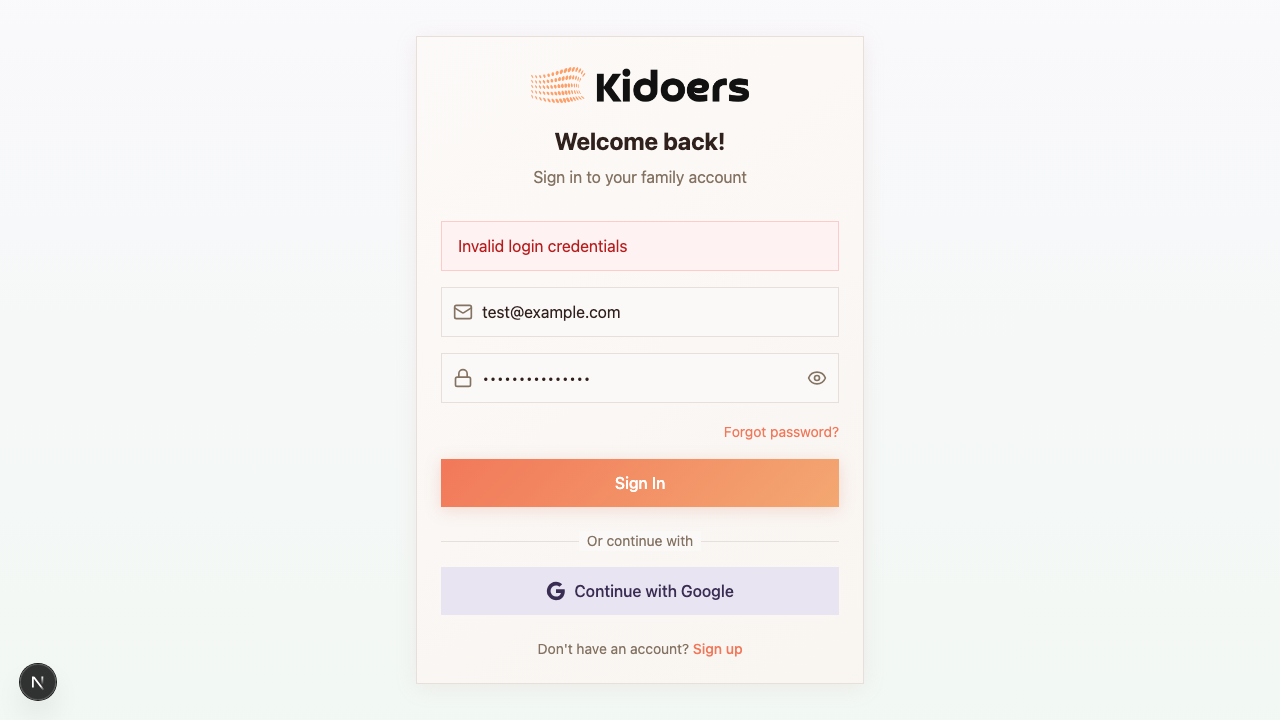 Kidoers
Welcome back!
Sign in to your family account
Invalid login credentials
test@example.com
•••••••••••••••
Forgot password?
Sign In
Or continue with
Continue with Google
Don't have an account? Sign up
N